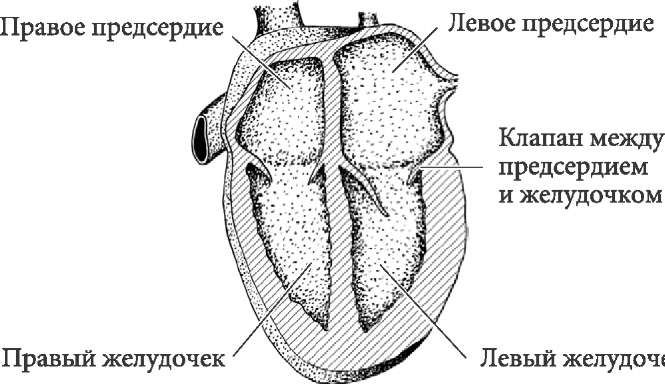 Правое предсердие
Левое предсердие
Клапан между
предсердием
и желудочком
Правый желудочек
Левый желудоче